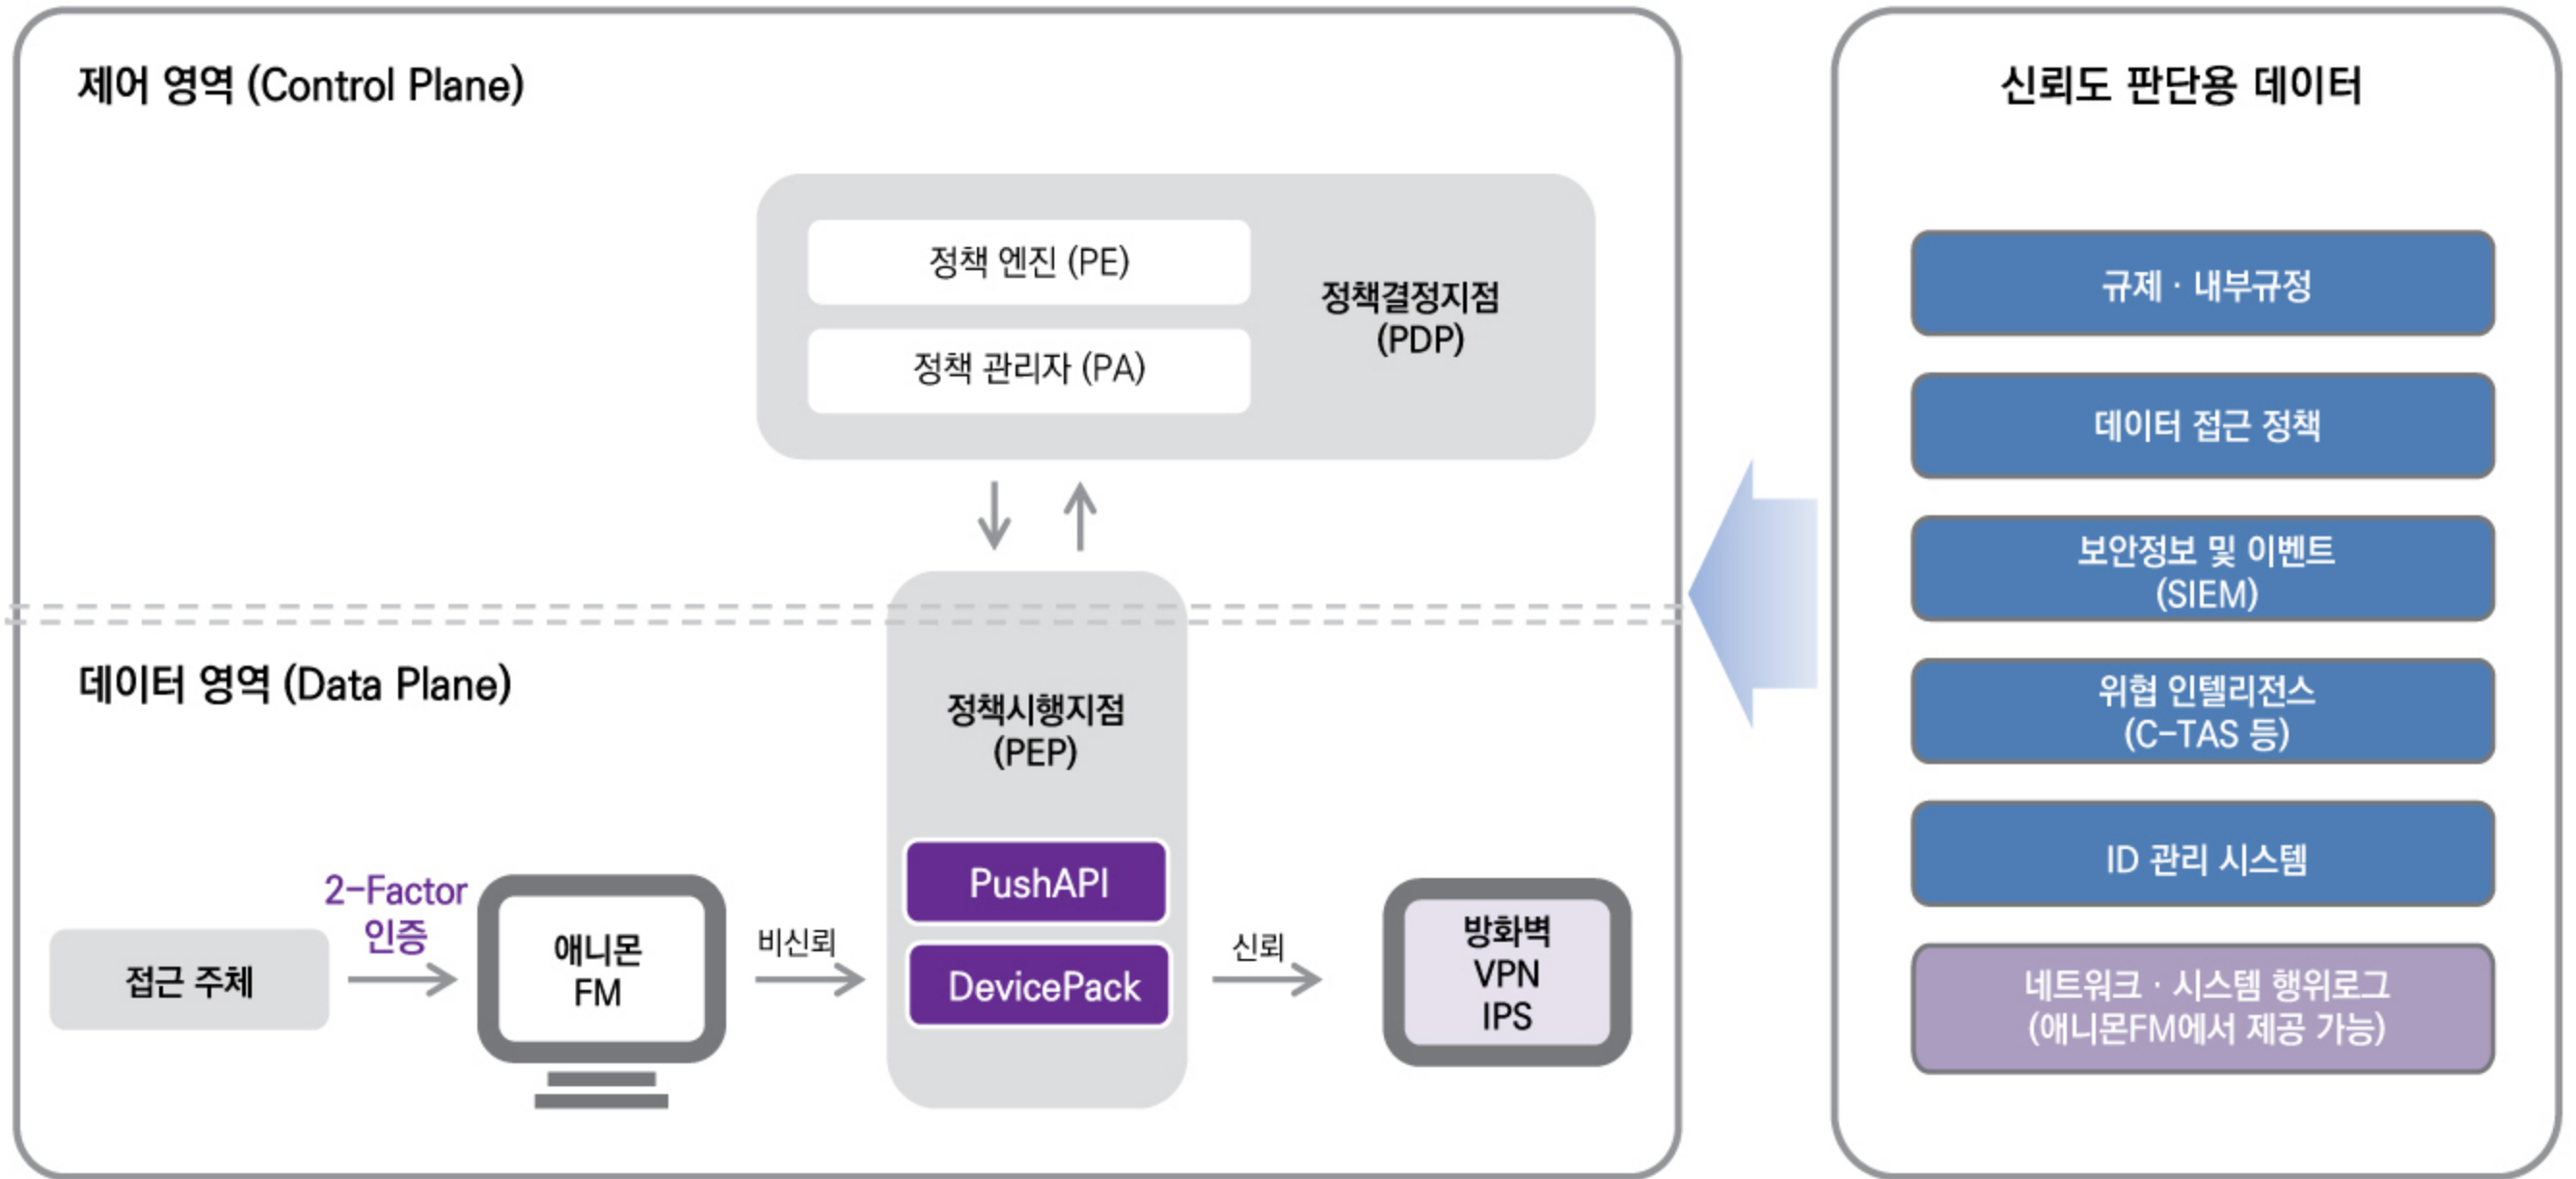 제어 영역 (Control Plane)
정책 엔진 (PE)
정책 관리자 (PA)
정책결정지점
(PDP)
데이터 영역 (Data Plane)
정책시행지점
(PEP)
PushAPI
DevicePack
접근 주체
2-Factor
인증
애니몬
FM
비신뢰
신뢰
방화벽
VPN
IPS
신뢰도 판단용 데이터
규제 · 내부규정
데이터 접근 정책
보안정보 및 이벤트
(SIEM)
위협 인텔리전스
(C-TAS 등)
ID 관리 시스템
네트워크 · 시스템 행위로그
(애니몬FM에서 제공 가능)